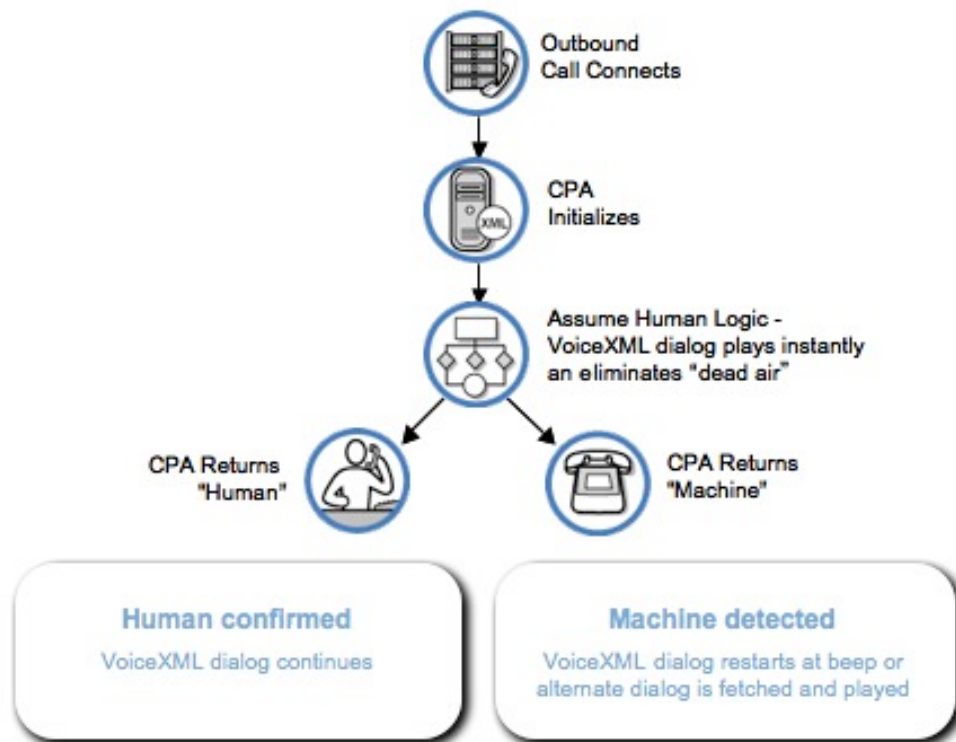 Outbound
Call Connects
XML
CPA
Initializes
Assume Human Logic -
VoiceXML dialog plays instantly
an eliminates “dead air”
CPA Returns
"Human"
CPA Returns
"Machine"
Human confirmed
VoiceXML dialog continues
Machine detected
VoiceXML dialog restarts at beep or
alternate dialog is fetched and played